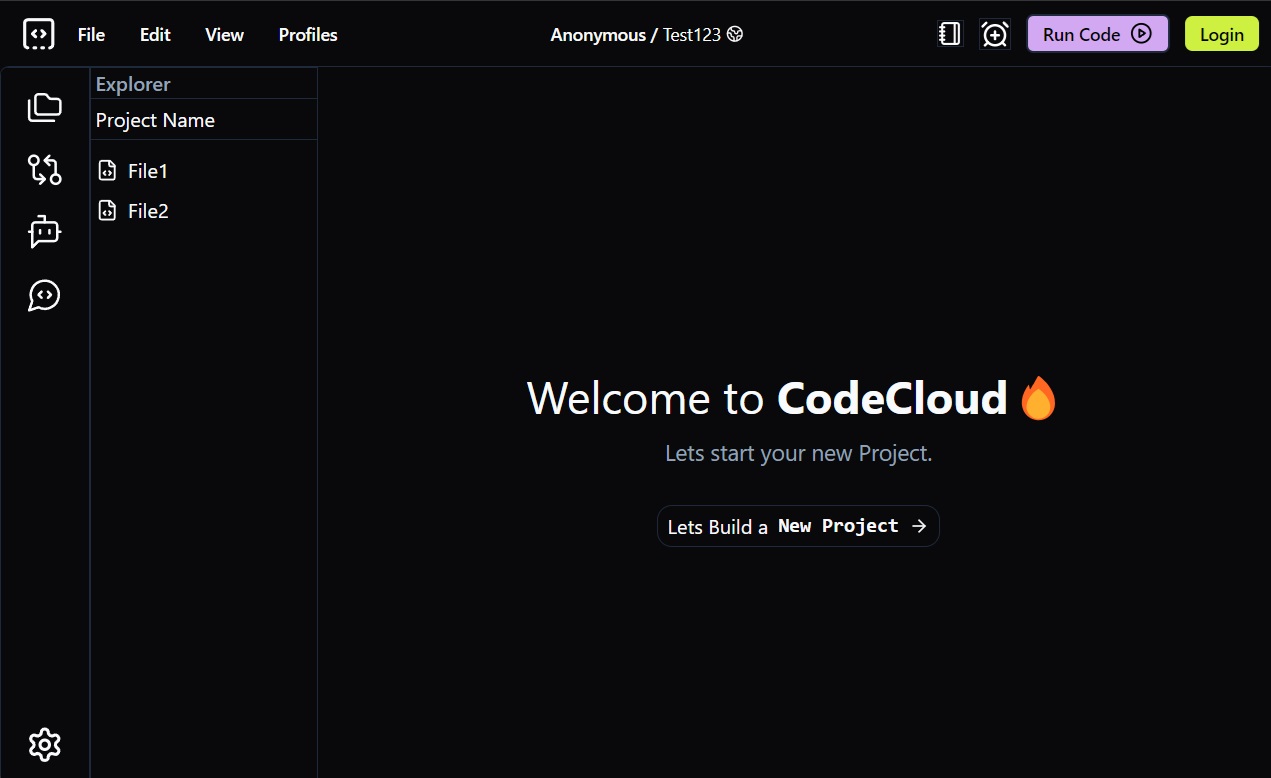 File Edit View Profiles Anonymous / Test123 Run Code Login
Explorer
Project Name
File1
File2
Welcome to CodeCloud🔥
Lets start your new Project.
Lets Build a New Project →